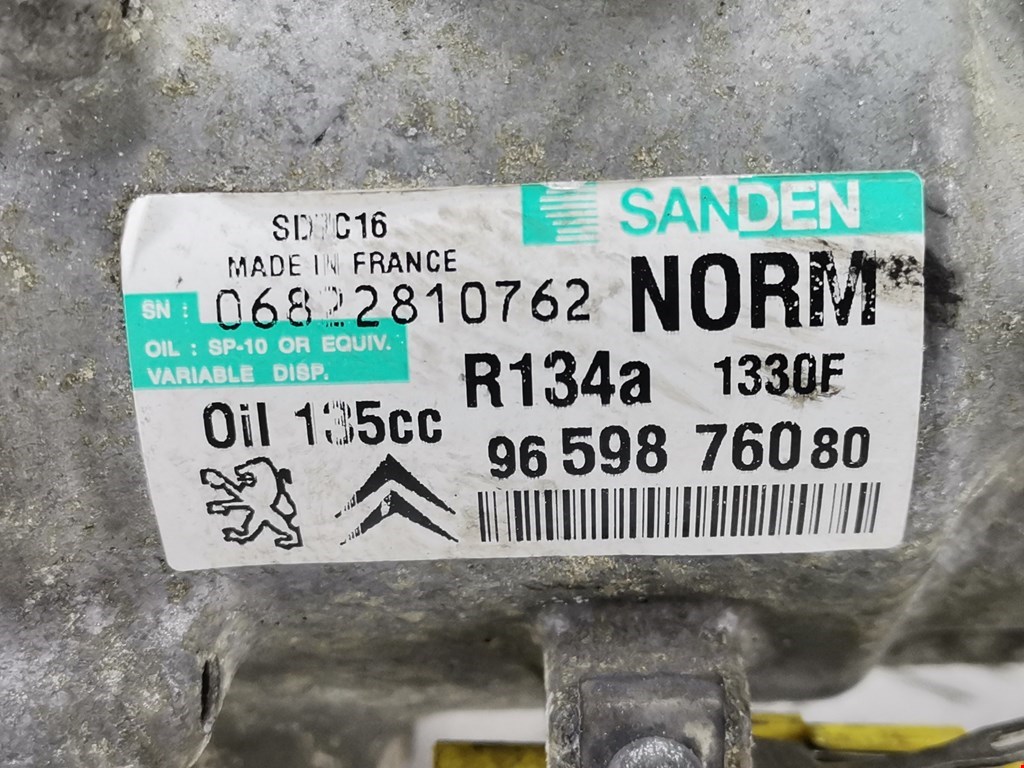 SANDEN
SD7C16
MADE IN FRANCE
NORM
SN : 06822810762
OIL : SP-10 OR EQUIV.
VARIABLE DISP.
R134a 1330F
Oil 135cc
96 598 760 80